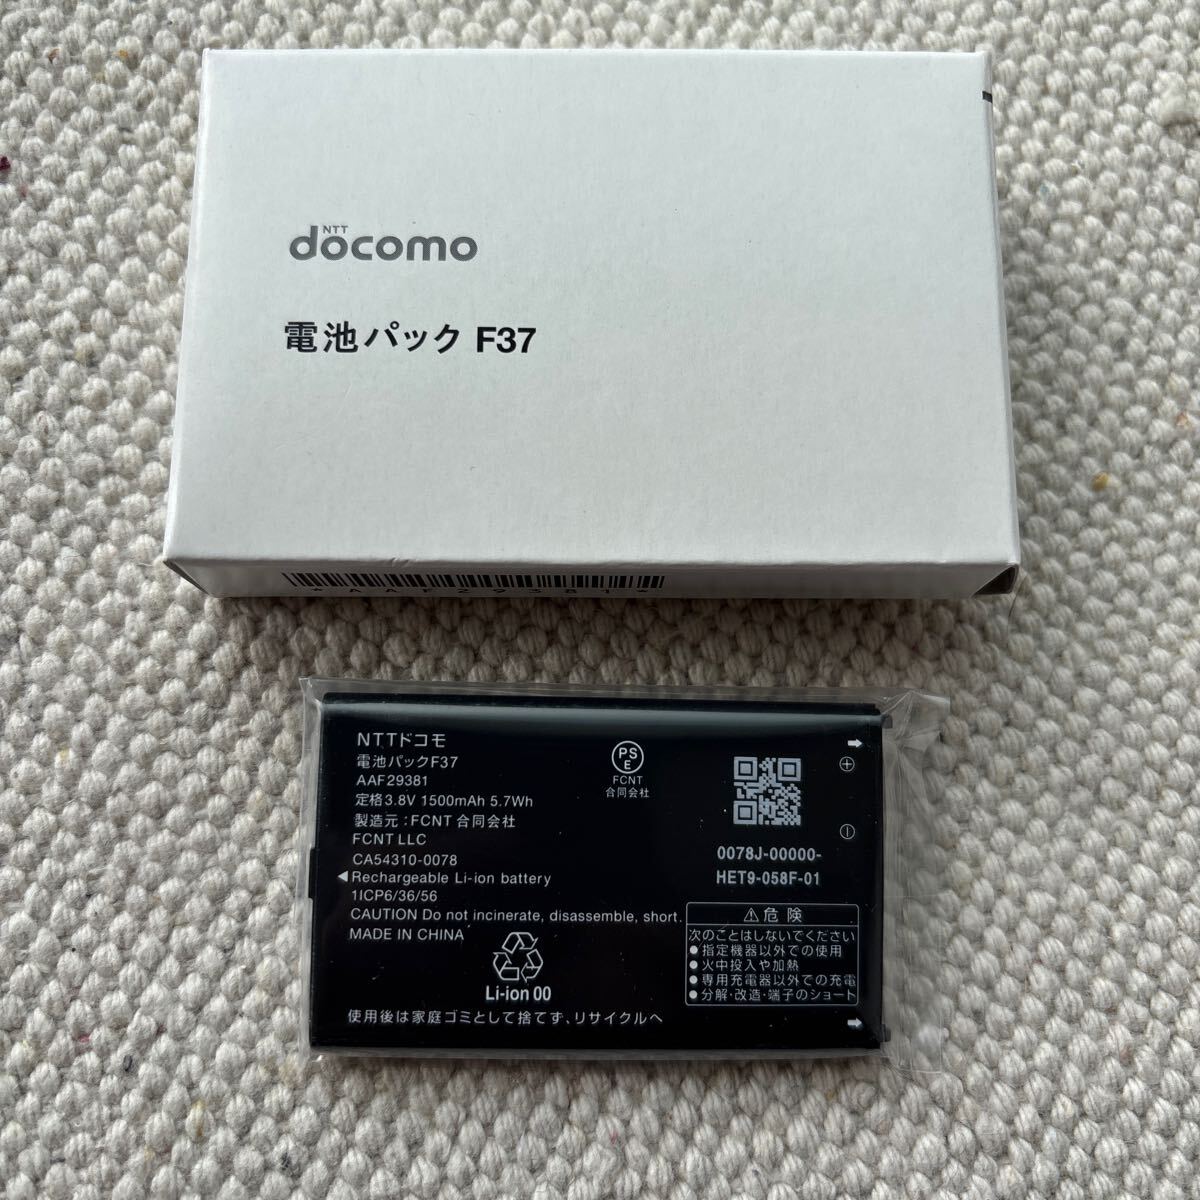 NTT
docomo
電池パック F37
*AAF29381*
NTTドコモ
電池パックF37
AAF29381
定格3.8V 1500mAh 5.7Wh
製造元:FCNT 合同会社
FCNT LLC
CA54310-0078
◀Rechargeable Li-ion battery
1ICP6/36/56
CAUTION Do not incinerate, disassemble, short.
MADE IN CHINA
Li-ion 00
使用後は家庭ゴミとして捨てず、リサイクルへ
PS
E
FCNT
合同会社
0078J-00000-
HET9-058F-01
⚠危険
次のことはしないでください
●指定機器以外での使用
●火中投入や加熱
●専用充電器以外での充電
●分解・改造・端子のショート